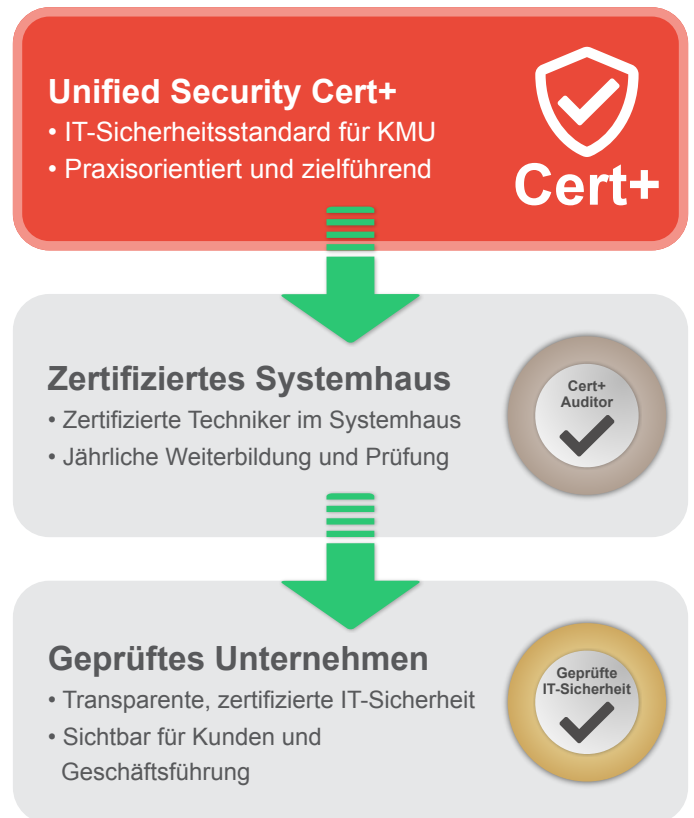 Unified Security Cert+
• IT-Sicherheitsstandard für KMU
• Praxisorientiert und zielführend
Cert+
Zertifiziertes Systemhaus
• Zertifizierte Techniker im Systemhaus
• Jährliche Weiterbildung und Prüfung
Cert+
Auditor
Geprüftes Unternehmen
• Transparente, zertifizierte IT-Sicherheit
• Sichtbar für Kunden und
Geschäftsführung
Geprüfte
IT-Sicherheit